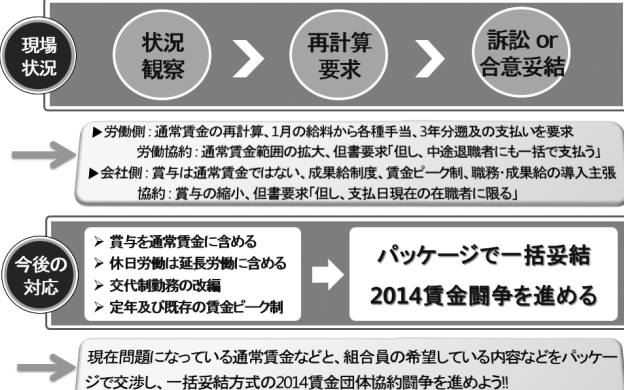 現場
状況
状況
観察
再計算
要求
訴訟 or
合意妥結
▶労働側：通常賃金の再計算、1月の給料から各種手当、3年分遡及の支払いを要求
労働協約：通常賃金範囲の拡大、但書要求「但し、中途退職者にも一括で支払う」
▶会社側：賞与は通常賃金ではない、成果給制度、賃金ピーク制、職務・成果給の導入主張
協約：賞与の縮小、但書要求「但し、支払日現在の在職者に限る」
今後の
対応
➢ 賞与を通常賃金に含める
➢ 休日労働は延長労働に含める
➢ 交代制勤務の改編
➢ 定年及び既存の賃金ピーク制
パッケージで一括妥結
2014賃金闘争を進める
現在問題になっている通常賃金などと、組合員の希望している内容などをパッケー
ジで交渉し、一括妥結方式の2014賃金団体協約闘争を進めよう!!